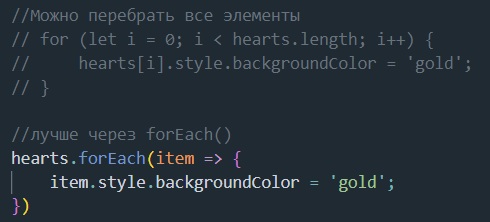 //Можно перебрать все элементы
// for (let i = 0; i < hearts.length; i++) {
//     hearts[i].style.backgroundColor = 'gold';
// }
//лучше через forEach()
hearts.forEach(item => {
    item.style.backgroundColor = 'gold';
})